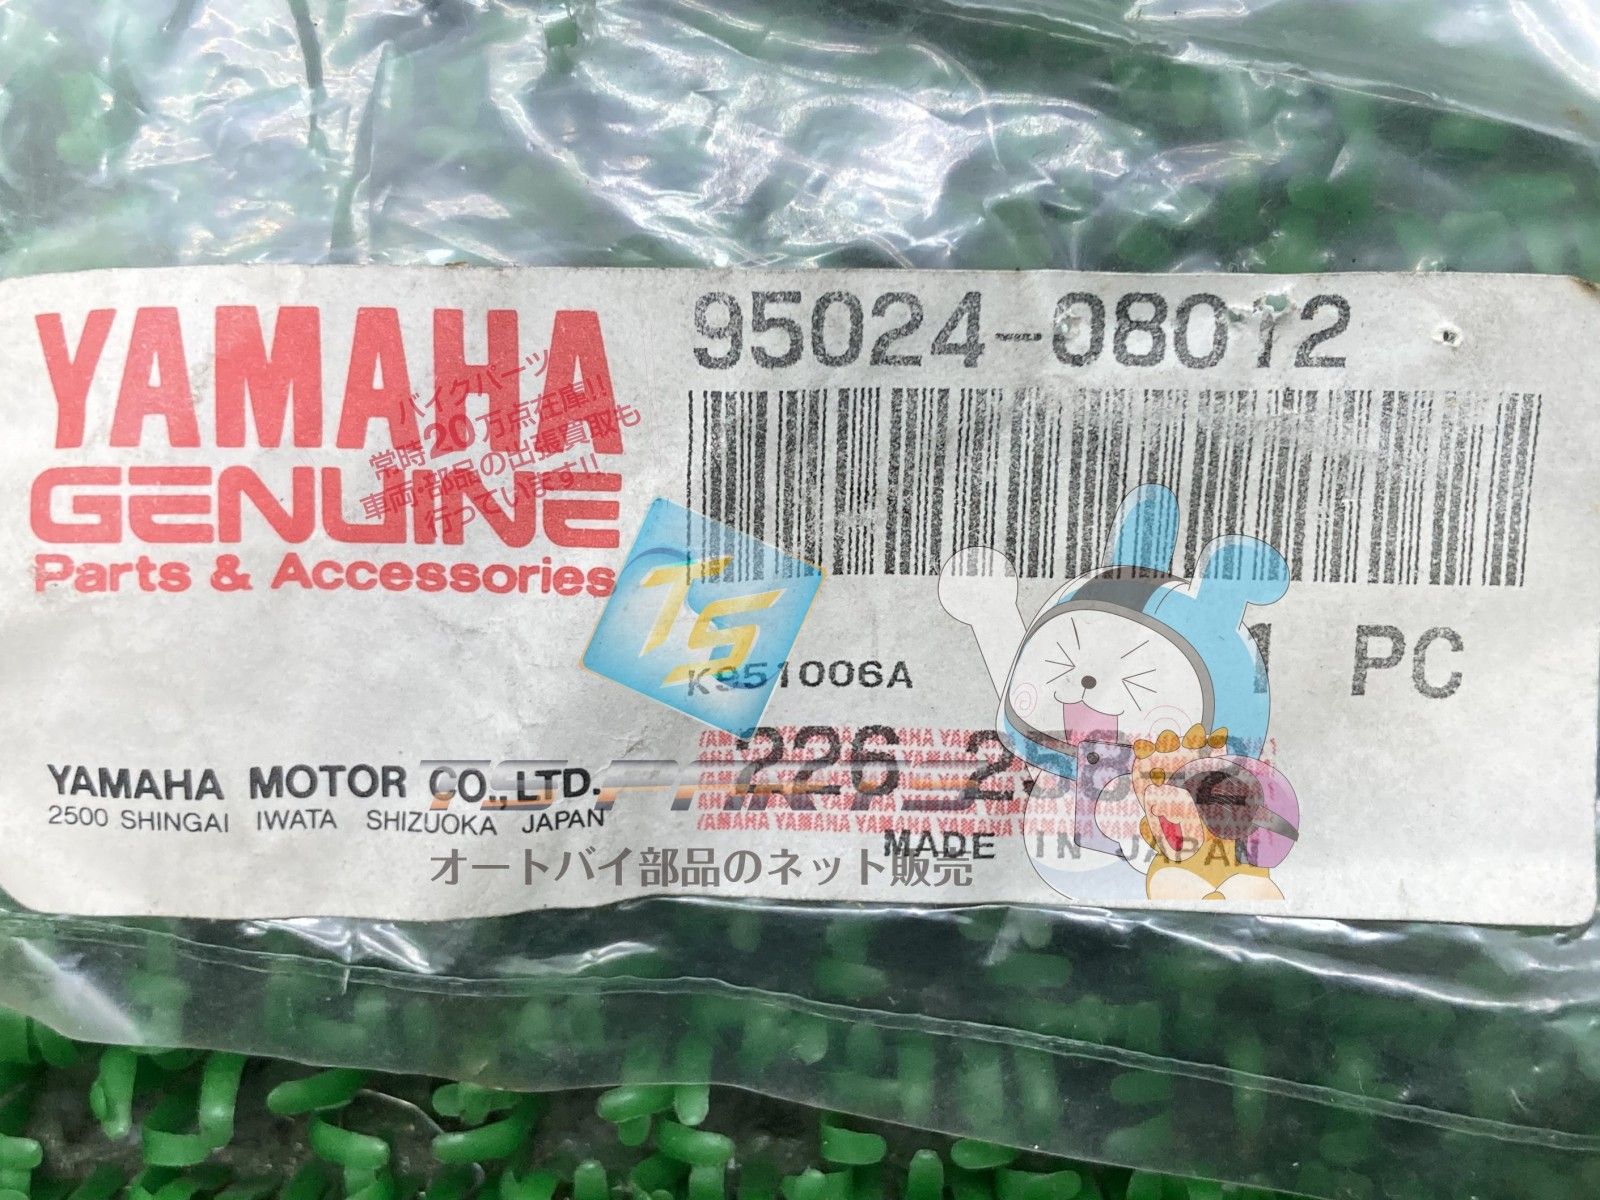 YAMAHA
GENUINE
Parts & Accessories
95024-08012
バイクパーツ
常時20万点在庫!!
車両・部品の出張買取も
行っています!!
TS
K951006A
1 PC
226
YAMAHA MOTOR CO.,LTD.
2500 SHINGAI IWATA SHIZUOKA JAPAN
TS PARTS
MADE IN JAPAN
オートバイ部品のネット販売